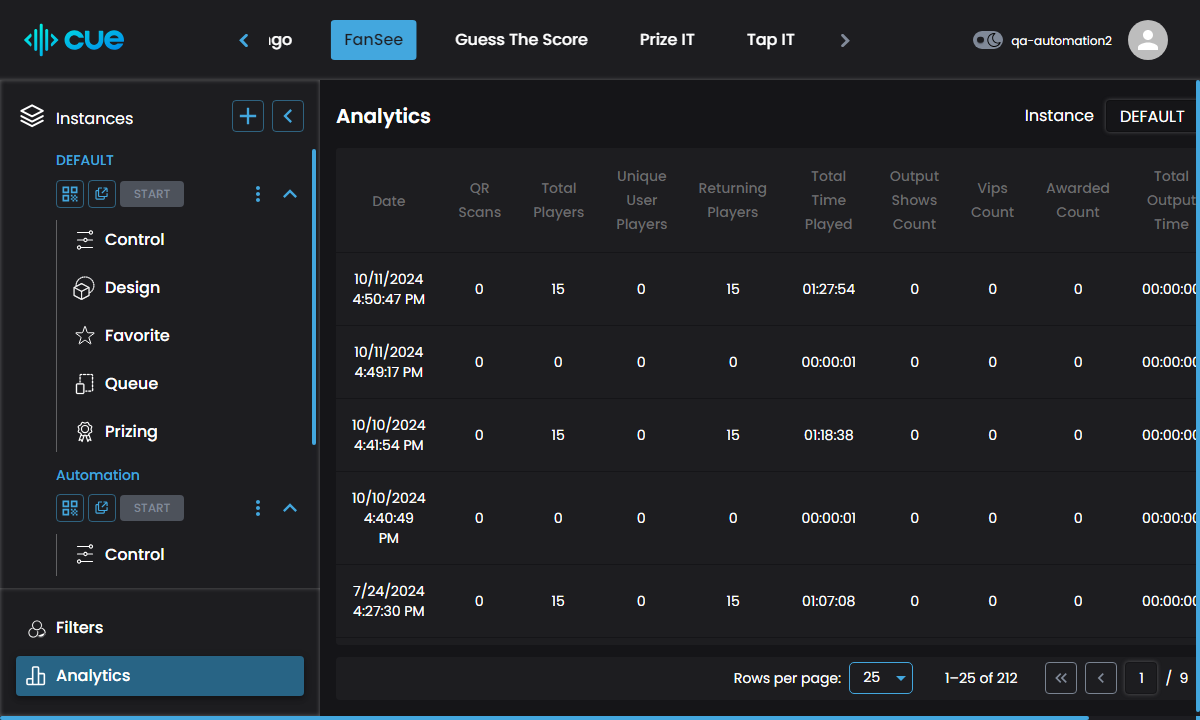 cue
FanSee
Guess The Score
Prize IT
Tap IT
qa-automation2
Instances
DEFAULT
START
Control
Design
Favorite
Queue
Prizing
Automation
START
Control
Filters
Analytics
Analytics
Instance
DEFAULT
Date
QR Scans
Total Players
Unique User Players
Returning Players
Total Time Played
Output Shows Count
Vips Count
Awarded Count
Total Output Time
10/11/2024 4:50:47 PM 0 15 0 15 01:27:54 0 0 0 00:00:00
10/11/2024 4:49:17 PM 0 0 0 0 00:00:01 0 0 0 00:00:00
10/10/2024 4:41:54 PM 0 15 0 15 01:18:38 0 0 0 00:00:00
10/10/2024 4:40:49 PM 0 0 0 0 00:00:01 0 0 0 00:00:00
7/24/2024 4:27:30 PM 0 15 0 15 01:07:08 0 0 0 00:00:00
Rows per page: 25 1–25 of 212 1 / 9